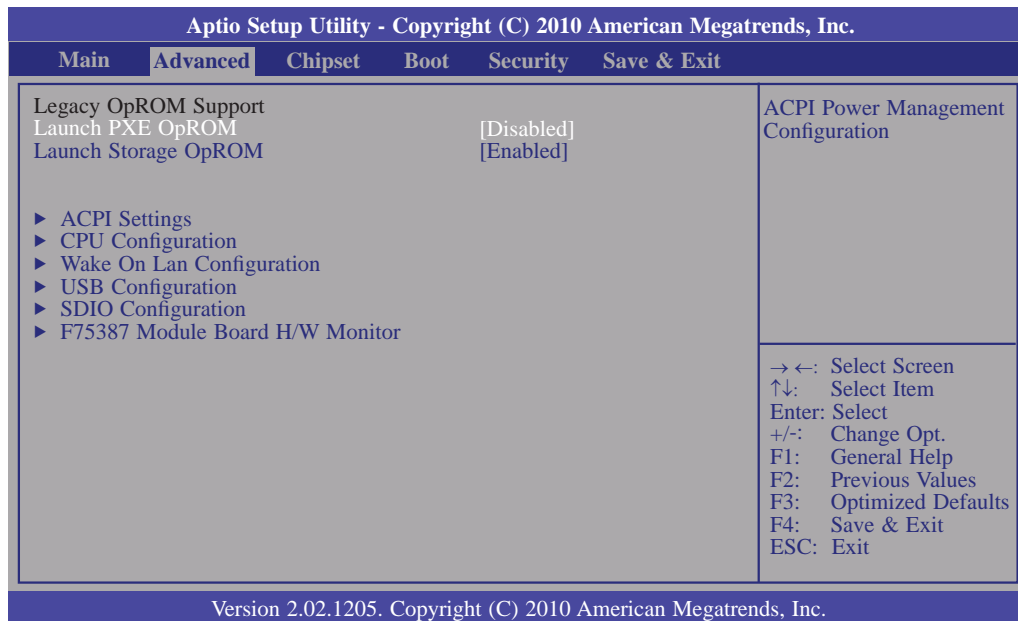 Aptio Setup Utility - Copyright (C) 2010 American Megatrends, Inc.
Main Advanced Chipset Boot Security Save & Exit
Legacy OpROM Support
Launch PXE OpROM [Disabled]
Launch Storage OpROM [Enabled]
▶ ACPI Settings
▶ CPU Configuration
▶ Wake On Lan Configuration
▶ USB Configuration
▶ SDIO Configuration
▶ F75387 Module Board H/W Monitor
ACPI Power Management
Configuration
→ ←: Select Screen
↑↓: Select Item
Enter: Select
+/-: Change Opt.
F1: General Help
F2: Previous Values
F3: Optimized Defaults
F4: Save & Exit
ESC: Exit
Version 2.02.1205. Copyright (C) 2010 American Megatrends, Inc.